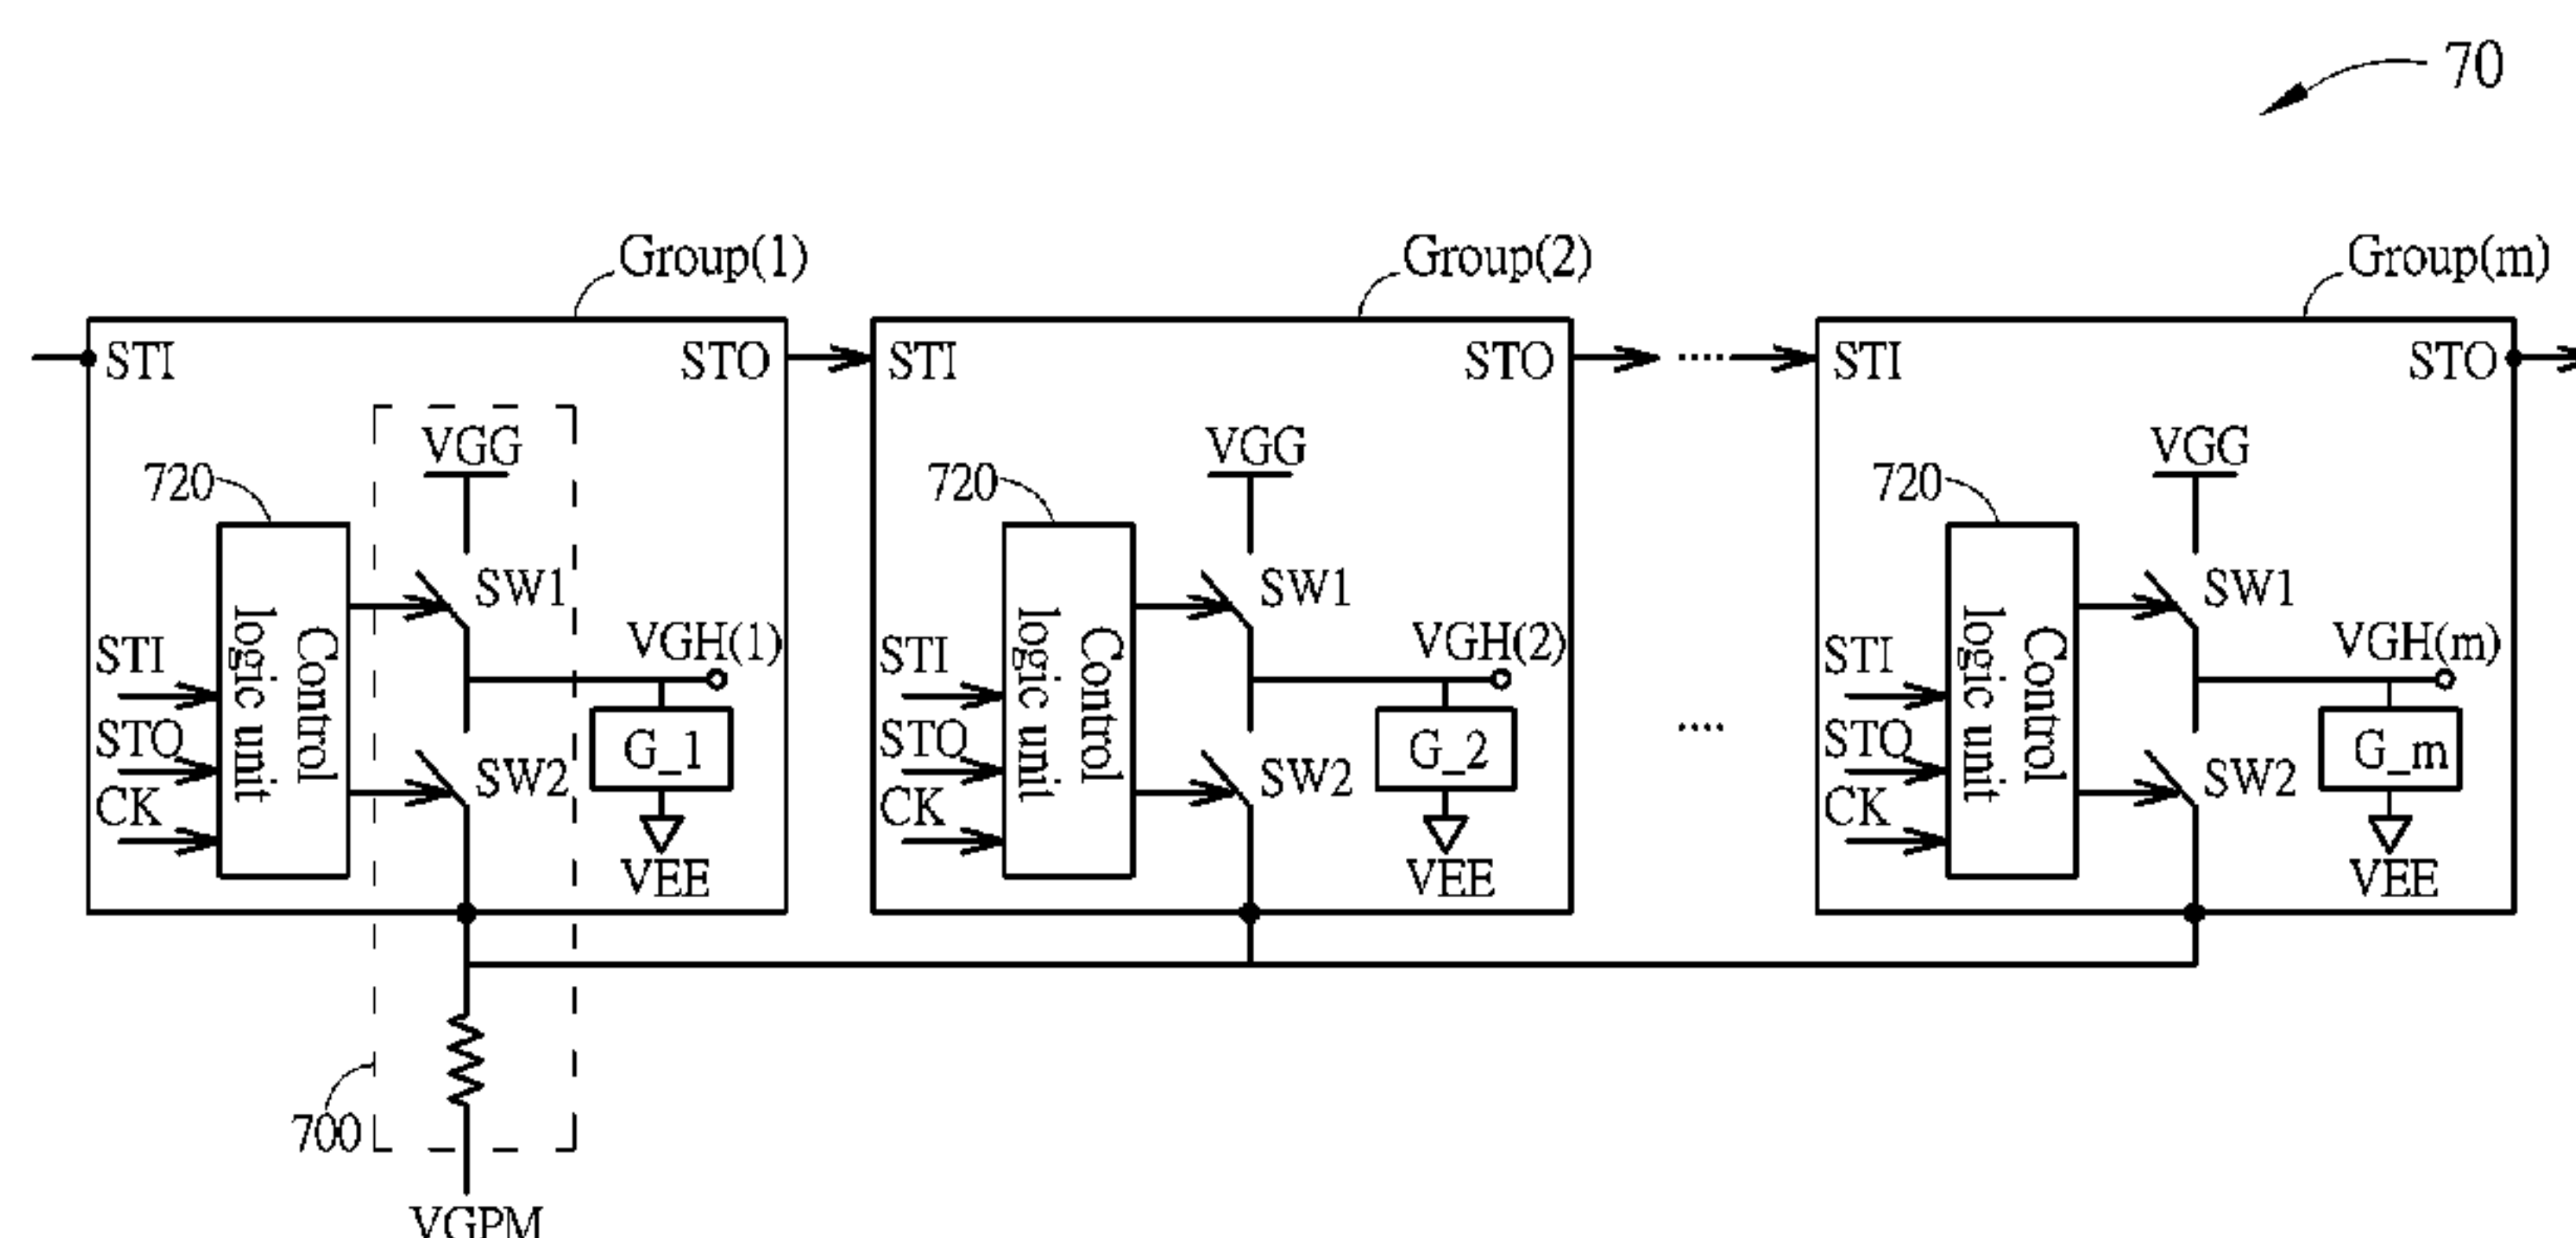 70
Group(1)
Group(2)
Group(m)
STI
STO
STI
STO
.....
STI
STO
VGG
720
SW1
VGH(1)
STI
STO
CK
Control
logic unit
SW2
G_1
VEE
VGG
720
SW1
VGH(2)
STI
STO
CK
Control
logic unit
SW2
G_2
VEE
....
VGG
720
SW1
VGH(m)
STI
STO
CK
Control
logic unit
SW2
G_m
VEE
700
VGPM